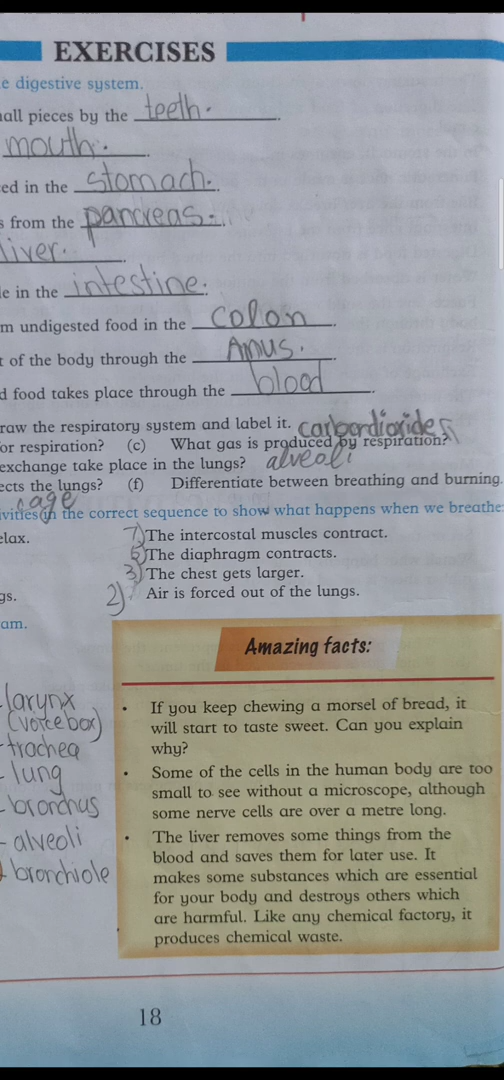 EXERCISES
e digestive system.
all pieces by the teeth.
mouth.
ed in the stomach.
s from the pancreas.
liver.
le in the intestine.
m undigested food in the colon
t of the body through the Anus.
d food takes place through the blood
raw the respiratory system and label it. carbondioxide
or respiration? (c) What gas is produced by respiration?
exchange take place in the lungs? alveoli
ects the lungs? (f) Differentiate between breathing and burning.
cage
ivities in the correct sequence to show what happens when we breathe:
elax. 7) The intercostal muscles contract.
5) The diaphragm contracts.
3) The chest gets larger.
gs. 2) Air is forced out of the lungs.
am.
Amazing facts:
larynx
(voice box)
trachea
lung
bronchus
alveoli
bronchiole
• If you keep chewing a morsel of bread, it
will start to taste sweet. Can you explain
why?
• Some of the cells in the human body are too
small to see without a microscope, although
some nerve cells are over a metre long.
• The liver removes some things from the
blood and saves them for later use. It
makes some substances which are essential
for your body and destroys others which
are harmful. Like any chemical factory, it
produces chemical waste.
18